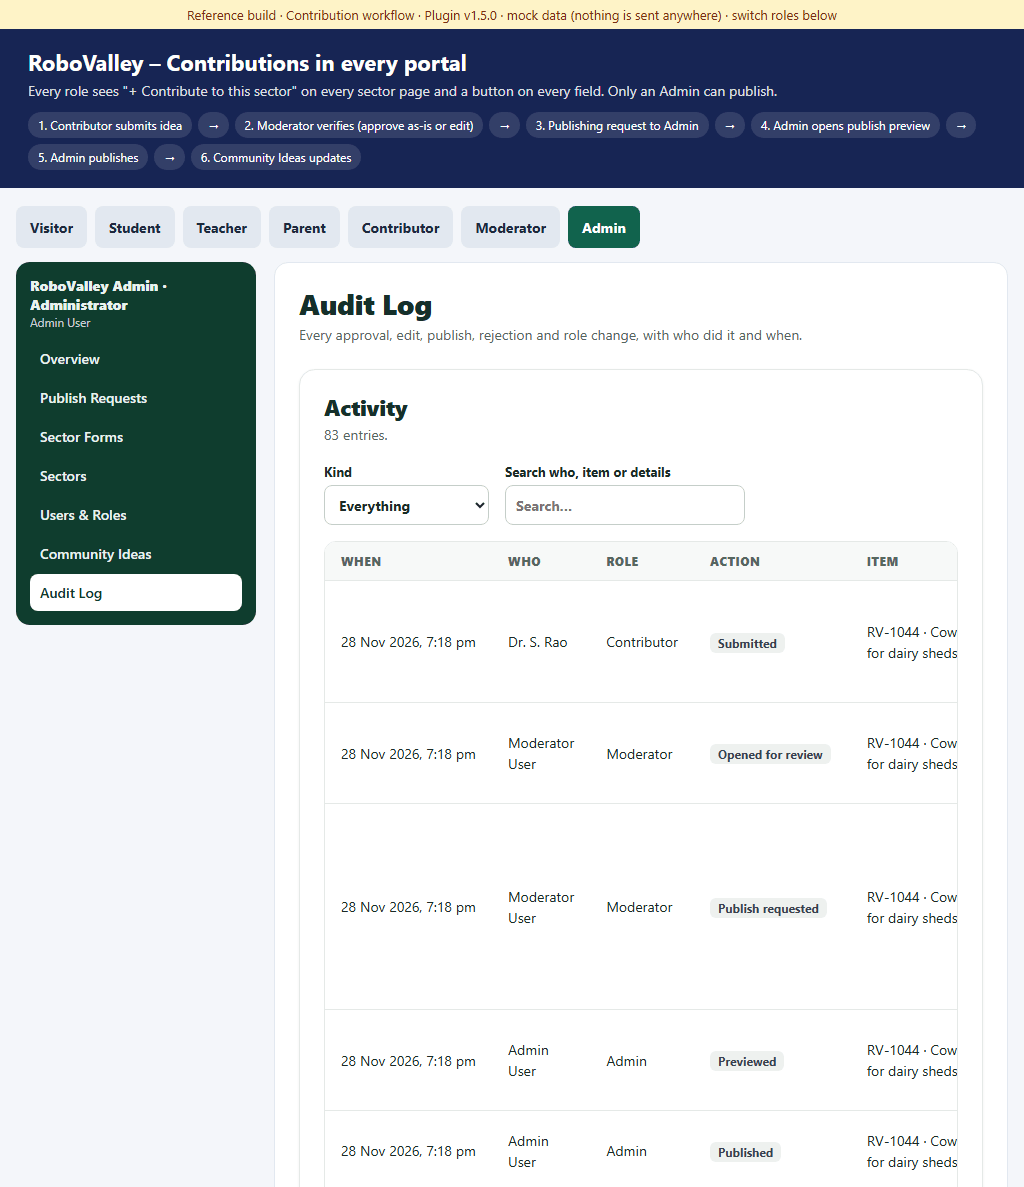 Reference build · Contribution workflow · Plugin v1.5.0 · mock data (nothing is sent anywhere) · switch roles below
RoboValley – Contributions in every portal
Every role sees "+ Contribute to this sector" on every sector page and a button on every field. Only an Admin can publish.
1. Contributor submits idea → 2. Moderator verifies (approve as-is or edit) → 3. Publishing request to Admin → 4. Admin opens publish preview →
5. Admin publishes → 6. Community Ideas updates
Visitor Student Teacher Parent Contributor Moderator Admin
RoboValley Admin ·
Administrator
Admin User
Overview
Publish Requests
Sector Forms
Sectors
Users & Roles
Community Ideas
Audit Log
Audit Log
Every approval, edit, publish, rejection and role change, with who did it and when.
Activity
83 entries.
Kind Search who, item or details
Everything Search...
WHEN WHO ROLE ACTION ITEM
28 Nov 2026, 7:18 pm Dr. S. Rao Contributor Submitted RV-1044 · Cow
for dairy sheds
28 Nov 2026, 7:18 pm Moderator User Moderator Opened for review RV-1044 · Cow
for dairy sheds
28 Nov 2026, 7:18 pm Moderator User Moderator Publish requested RV-1044 · Cow
for dairy sheds
28 Nov 2026, 7:18 pm Admin User Admin Previewed RV-1044 · Cow
for dairy sheds
28 Nov 2026, 7:18 pm Admin User Admin Published RV-1044 · Cow
for dairy sheds